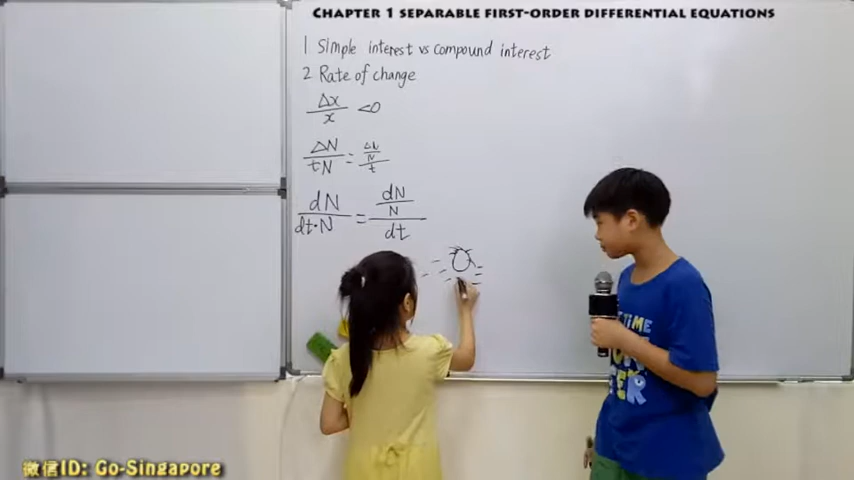 CHAPTER 1 SEPARABLE FIRST-ORDER DIFFERENTIAL EQUATIONS
1 Simple interest vs compound interest
2 Rate of change
Δx/x <0
ΔN/tN = (ΔN/N)/t
dN/dt·N = (dN/N)/dt
TIME
微信ID: Go-Singapore